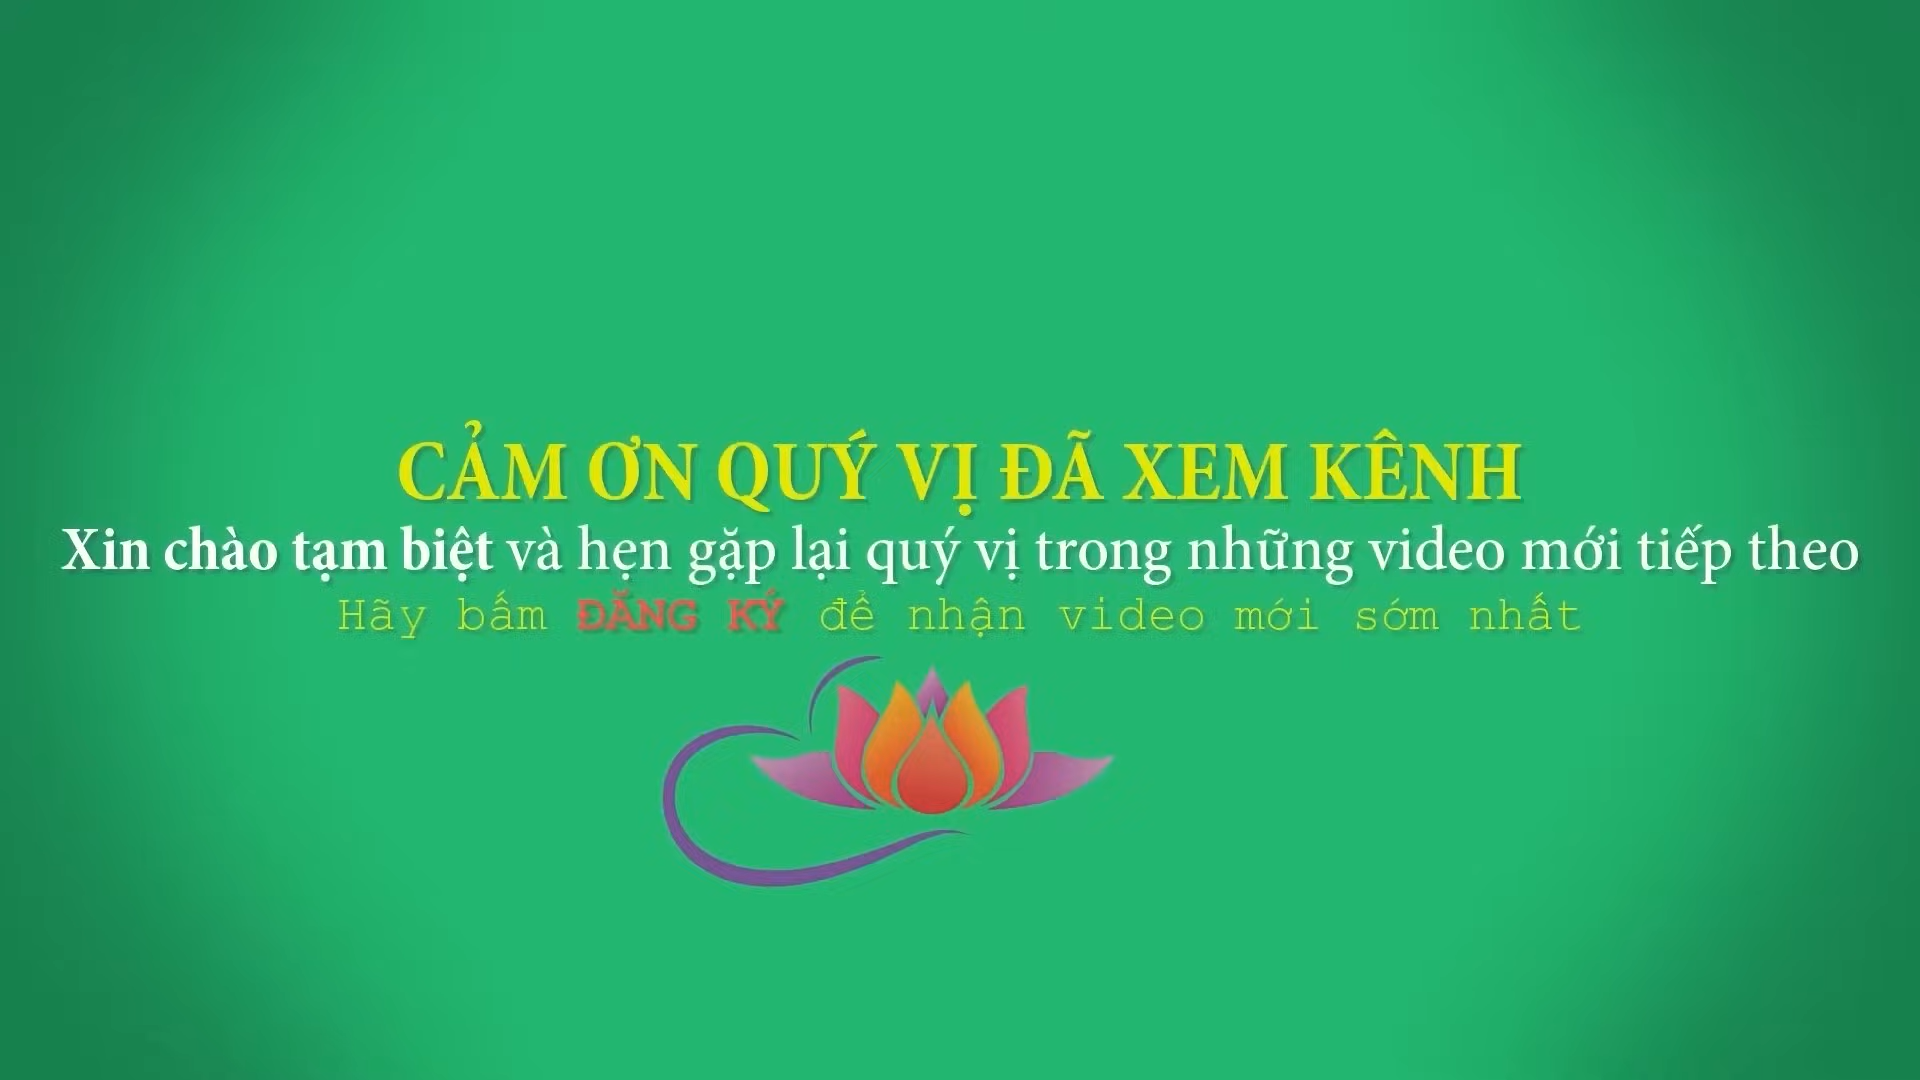 CẢM ƠN QUÝ VỊ ĐÃ XEM KÊNH
Xin chào tạm biệt và hẹn gặp lại quý vị trong những video mới tiếp theo
Hãy bấm ĐĂNG KÝ để nhận video mới sớm nhất